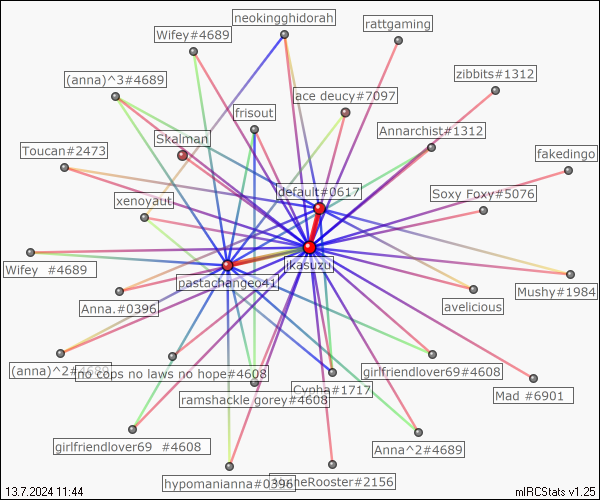 neokingghidorah
rattgaming
Wifey#4689
zibbits#1312
(anna)^3#4689
ace deucy#7097
frisout
Annarchist#1312
Skalman
Toucan#2473
fakedingo
default#0617
Soxy Foxy#5076
xenoyaut
ikasuzu
Wifey #4689
pastachangeo41
Mushy#1984
Anna.#0396
avelicious
(anna)^2#4689
no cops no laws no hope#4608
girlfriendlover69#4608
Cypha#1717
ramshackle gorey#4608
Mad #6901
girlfriendlover69 #4608
Anna^2#4689
hypomanianna#0396
neRooster#2156
13.7.2024 11:44
mIRCStats v1.25